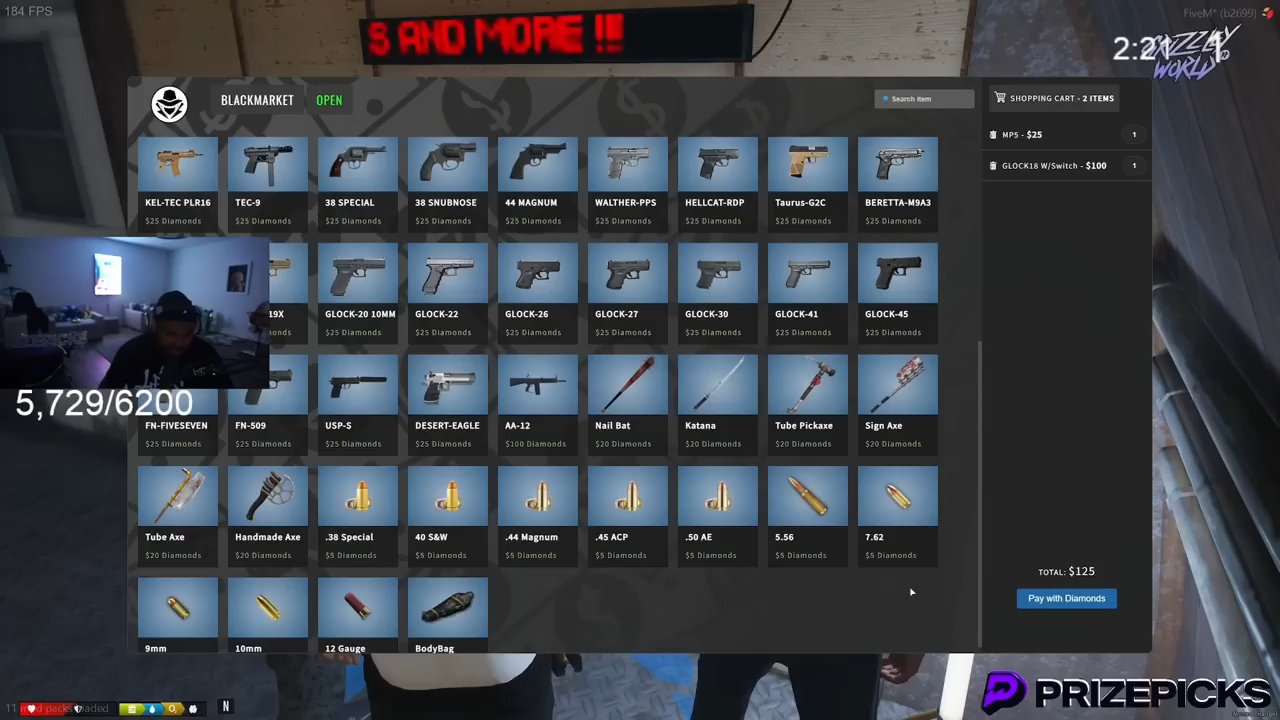 184 FPS
FiveM* (b2699)
S AND MORE !!!
WORLD
BLACKMARKET
OPEN
Search item
SHOPPING CART - 2 ITEMS
MP5 - $25
1
GLOCK18 W/Switch - $100
1
KEL-TEC PLR16
TEC-9
38 SPECIAL
38 SNUBNOSE
44 MAGNUM
WALTHER-PPS
HELLCAT-RDP
Taurus-G2C
BERETTA-M9A3
$25 Diamonds
$25 Diamonds
$25 Diamonds
$25 Diamonds
$25 Diamonds
$25 Diamonds
$25 Diamonds
$25 Diamonds
$25 Diamonds
19X
GLOCK-20 10MM
GLOCK-22
GLOCK-26
GLOCK-27
GLOCK-30
GLOCK-41
GLOCK-45
onds
$25 Diamonds
$25 Diamonds
$25 Diamonds
$25 Diamonds
$25 Diamonds
$25 Diamonds
$25 Diamonds
5,729/6200
FN-FIVESEVEN
FN-509
USP-S
DESERT-EAGLE
AA-12
Nail Bat
Katana
Tube Pickaxe
Sign Axe
$25 Diamonds
$25 Diamonds
$25 Diamonds
$25 Diamonds
$100 Diamonds
$20 Diamonds
$20 Diamonds
$20 Diamonds
$20 Diamonds
Tube Axe
Handmade Axe
.38 Special
40 S&W
.44 Magnum
.45 ACP
.50 AE
5.56
7.62
$20 Diamonds
$20 Diamonds
$5 Diamonds
$5 Diamonds
$5 Diamonds
$5 Diamonds
$5 Diamonds
$5 Diamonds
$5 Diamonds
TOTAL: $125
Pay with Diamonds
9mm
10mm
12 Gauge
BodyBag
N
PRIZEPICKS